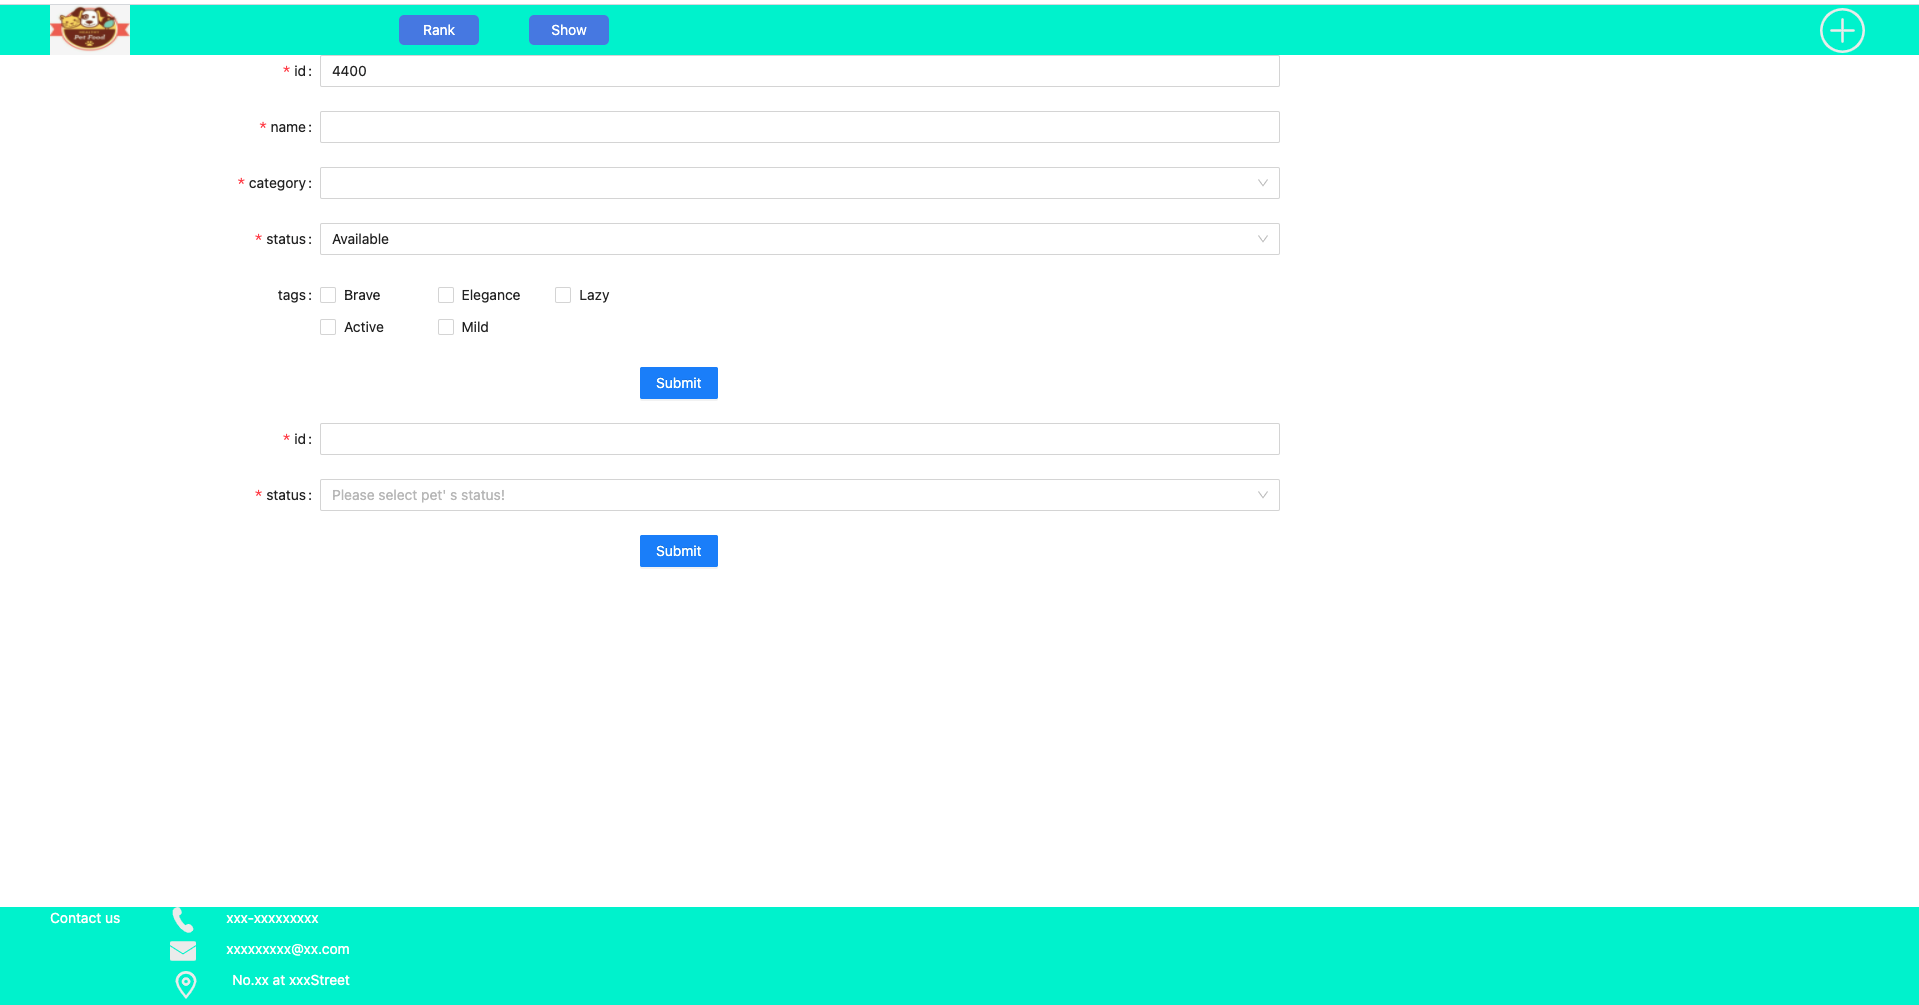 Pet Food
Rank
Show
* id:
4400
* name:
* category:
* status:
Available
tags:
Brave
Elegance
Lazy
Active
Mild
Submit
* id:
* status:
Please select pet' s status!
Submit
Contact us
xxx-xxxxxxxxx
xxxxxxxxx@xx.com
No.xx at xxxStreet